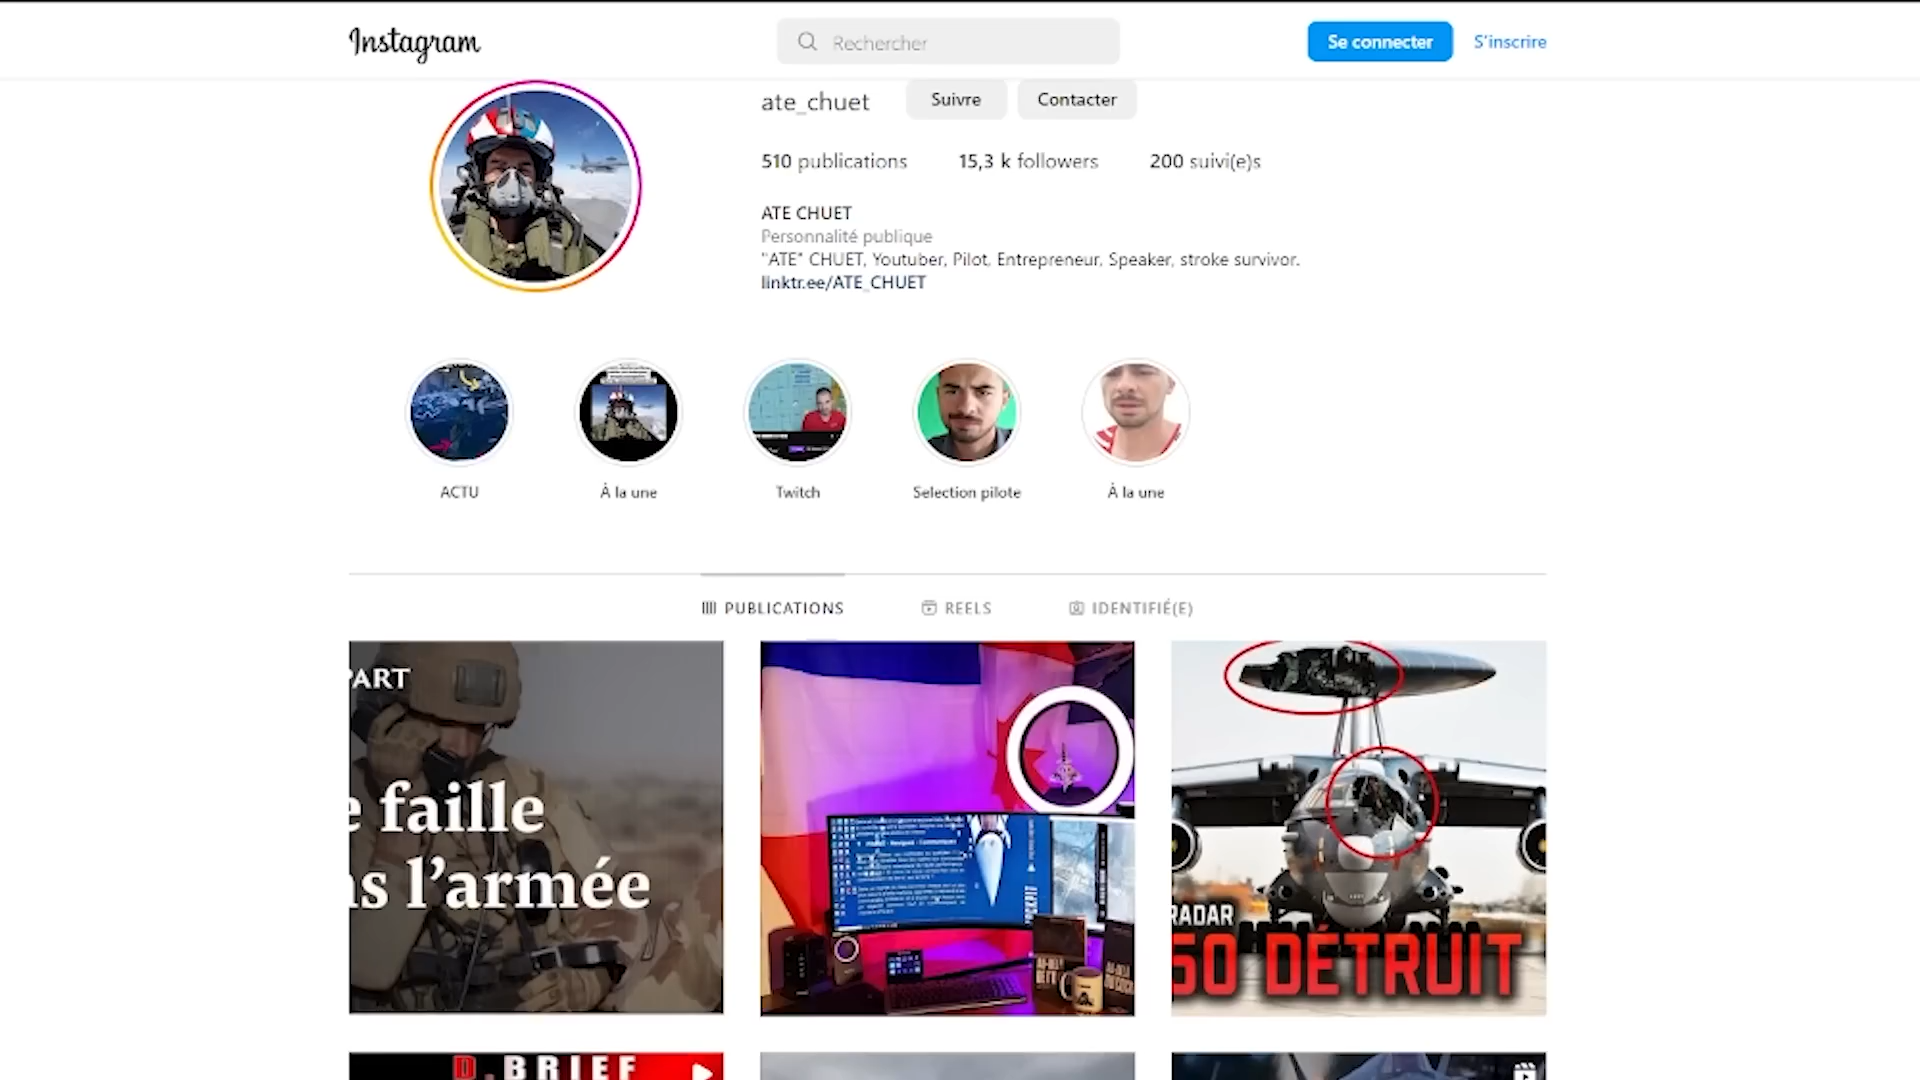 Instagram
Rechercher
Se connecter
S'inscrire
ate_chuet
Suivre
Contacter
510 publications
15,3 k followers
200 suivi(e)s
ATE CHUET
Personnalité publique
"ATE" CHUET, Youtuber, Pilot, Entrepreneur, Speaker, stroke survivor.
linktr.ee/ATE_CHUET
ACTU
À la une
Twitch
Selection pilote
À la une
PUBLICATIONS
REELS
IDENTIFIÉ(E)
PART
e faille
ns l'armée
RADAR
50 DÉTRUIT
D.BRIEF